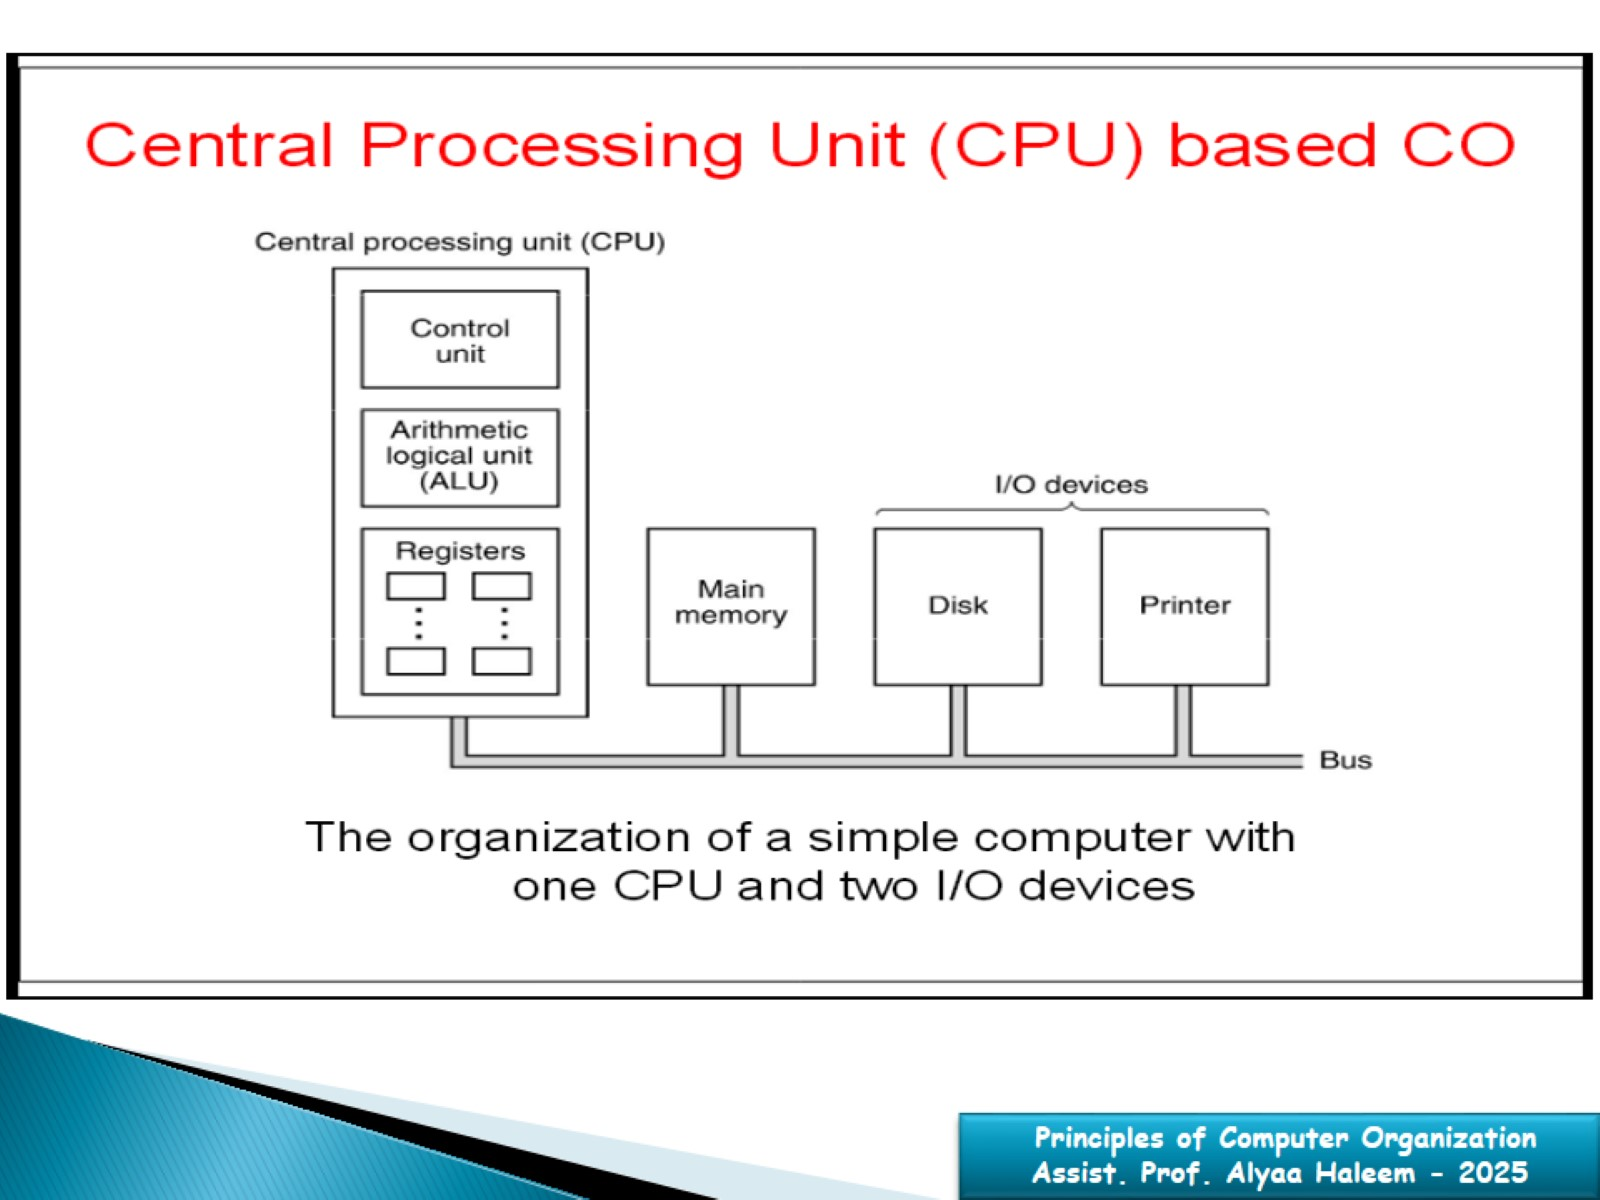 Central Processing Unit (CPU) based CO
Central processing unit (CPU)
Control
unit
Arithmetic
logical unit
(ALU)
Registers
Main
memory
I/O devices
Disk
Printer
Bus
The organization of a simple computer with
one CPU and two I/O devices
Principles of Computer Organization
Assist. Prof. Alyaa Haleem - 2025